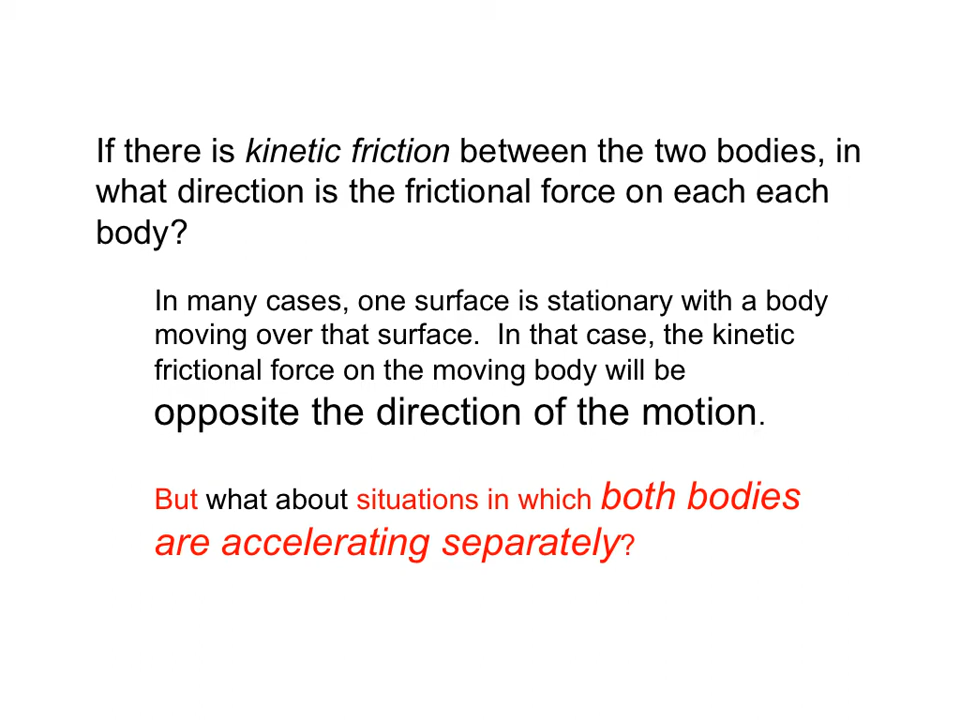 If there is kinetic friction between the two bodies, in
what direction is the frictional force on each each
body?
In many cases, one surface is stationary with a body
moving over that surface.  In that case, the kinetic
frictional force on the moving body will be
opposite the direction of the motion.
But what about situations in which both bodies
are accelerating separately?